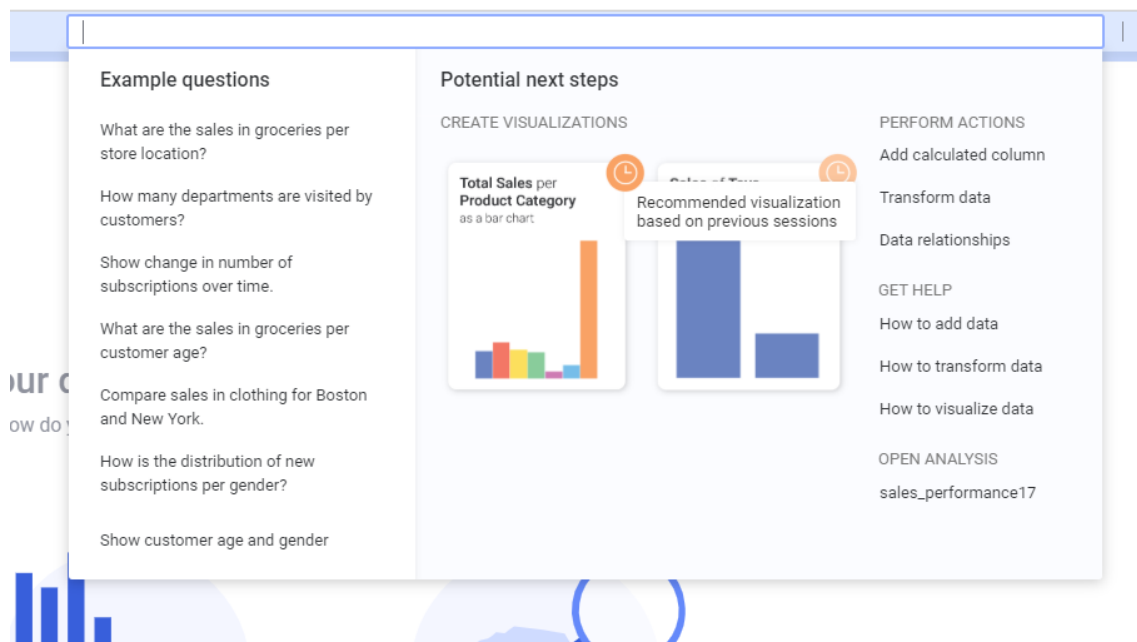 Example questions
What are the sales in groceries per
store location?
How many departments are visited by
customers?
Show change in number of
subscriptions over time.
What are the sales in groceries per
customer age?
Compare sales in clothing for Boston
and New York.
How is the distribution of new
subscriptions per gender?
Show customer age and gender
Potential next steps
CREATE VISUALIZATIONS
Total Sales per
Product Category
as a bar chart
Recommended visualization
based on previous sessions
PERFORM ACTIONS
Add calculated column
Transform data
Data relationships
GET HELP
How to add data
How to transform data
How to visualize data
OPEN ANALYSIS
sales_performance17